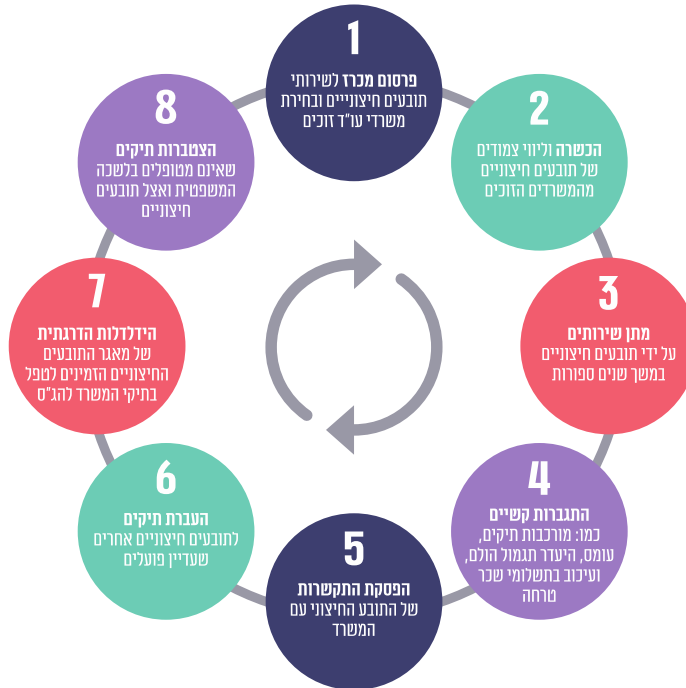 1
פרסום מכרז לשירותי
תובעים חיצוניייים ובחירת
משרדי עו"ד זוכים
2
הכשרה וליווי צמודים
של תובעים חיצוניים
מהמשרדים הזוכים
3
מתן שירותים
על ידי תובעים חיצוניים
במשך שנים ספורות
4
התגברות קשיים
כמו: מורכבות תיקים,
עומס, היעדר תגמול הולם,
ועיכוב בתשלומי שכר
טרחה
5
הפסקת התקשרות
של התובע החיצוני עם
המשרד
6
העברת תיקים
לתובעים חיצוניים אחרים
שעדיין פועלים
7
הידלדלות הדרגתית
של מאגר התובעים
החיצוניים הזמינים לטפל
בתיקי המשרד להג"ס
8
הצטברות תיקים
שאינם מטופלים בלשכה
המשפטית ואצל תובעים
חיצוניים